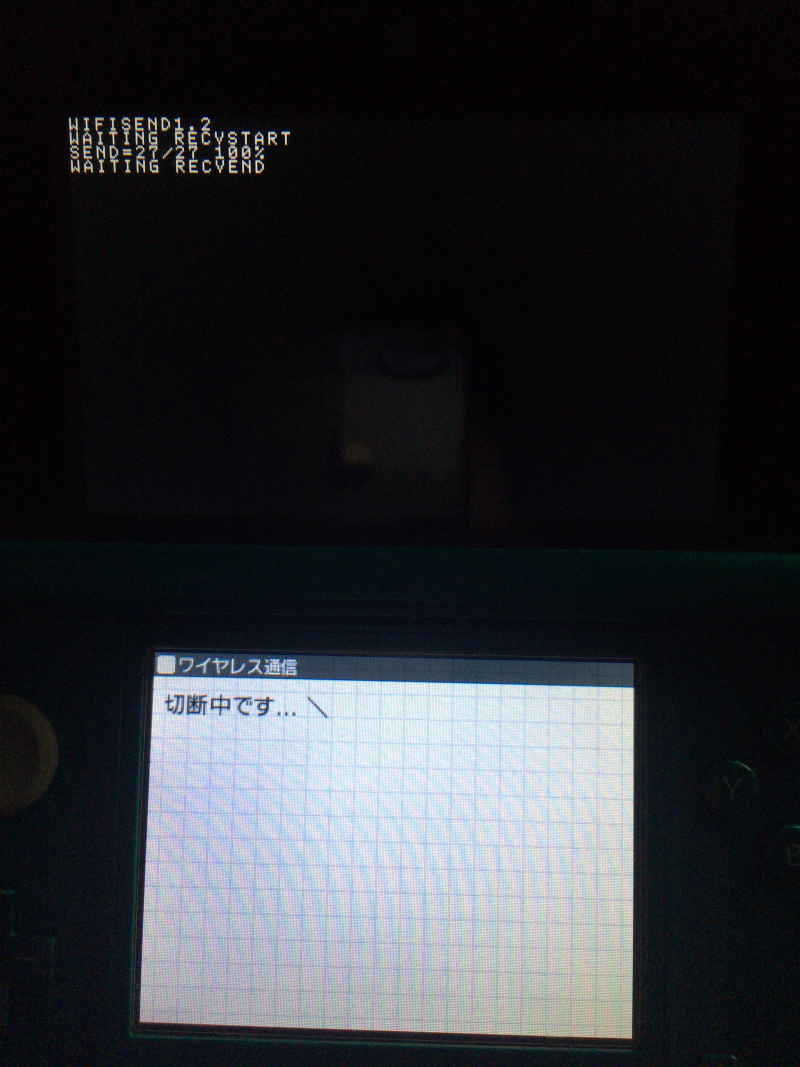 WIFISEND1.2
WAITING RECVSTART
SEND=27/27 100%
WAITING RECVEND
ワイヤレス通信
切断中です... \
X
Y
B